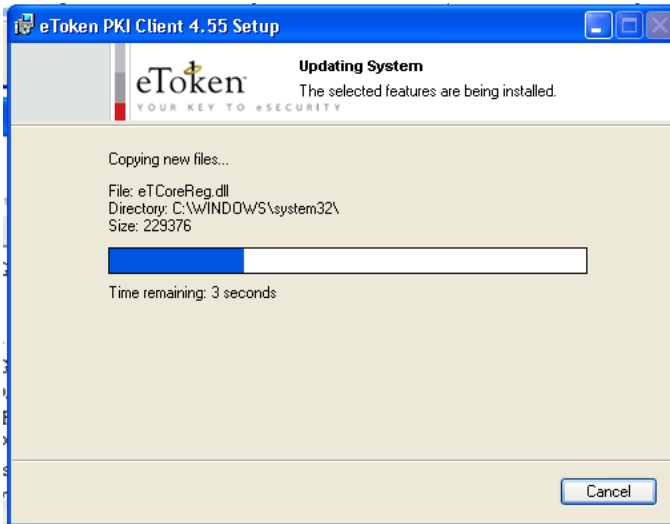 eToken PKI Client 4.55 Setup
eToken
YOUR KEY TO eSECURITY
Updating System
The selected features are being installed.
Copying new files...
File: eTCoreReg.dll
Directory: C:\WINDOWS\system32\
Size: 229376
Time remaining: 3 seconds
Cancel